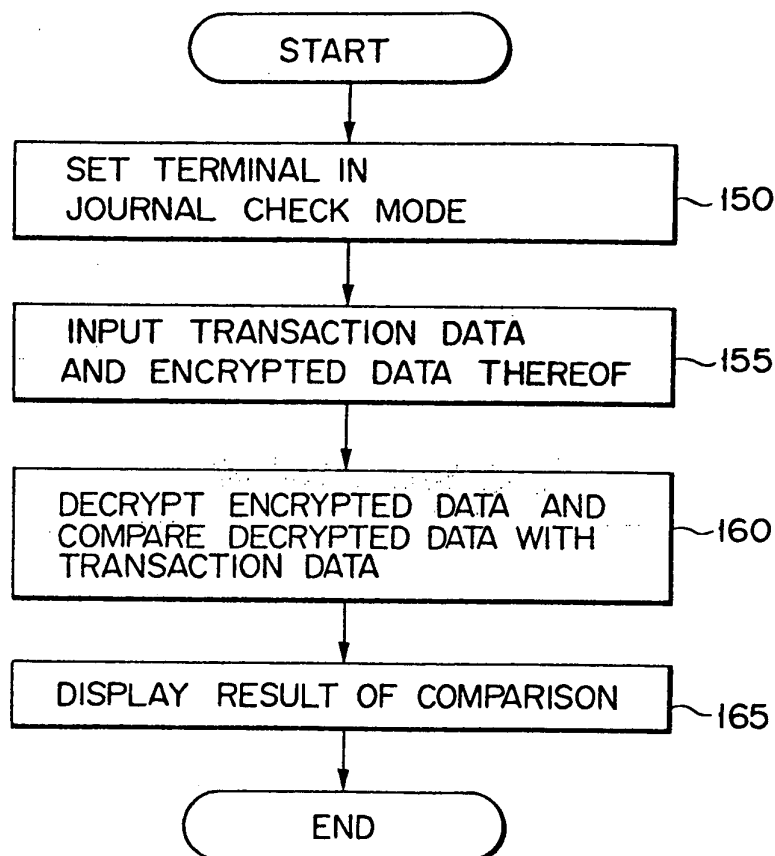 START
SET TERMINAL IN
JOURNAL CHECK MODE
150
INPUT TRANSACTION DATA
AND ENCRYPTED DATA THEREOF
155
DECRYPT ENCRYPTED DATA AND
COMPARE DECRYPTED DATA WITH
TRANSACTION DATA
160
DISPLAY RESULT OF COMPARISON
165
END